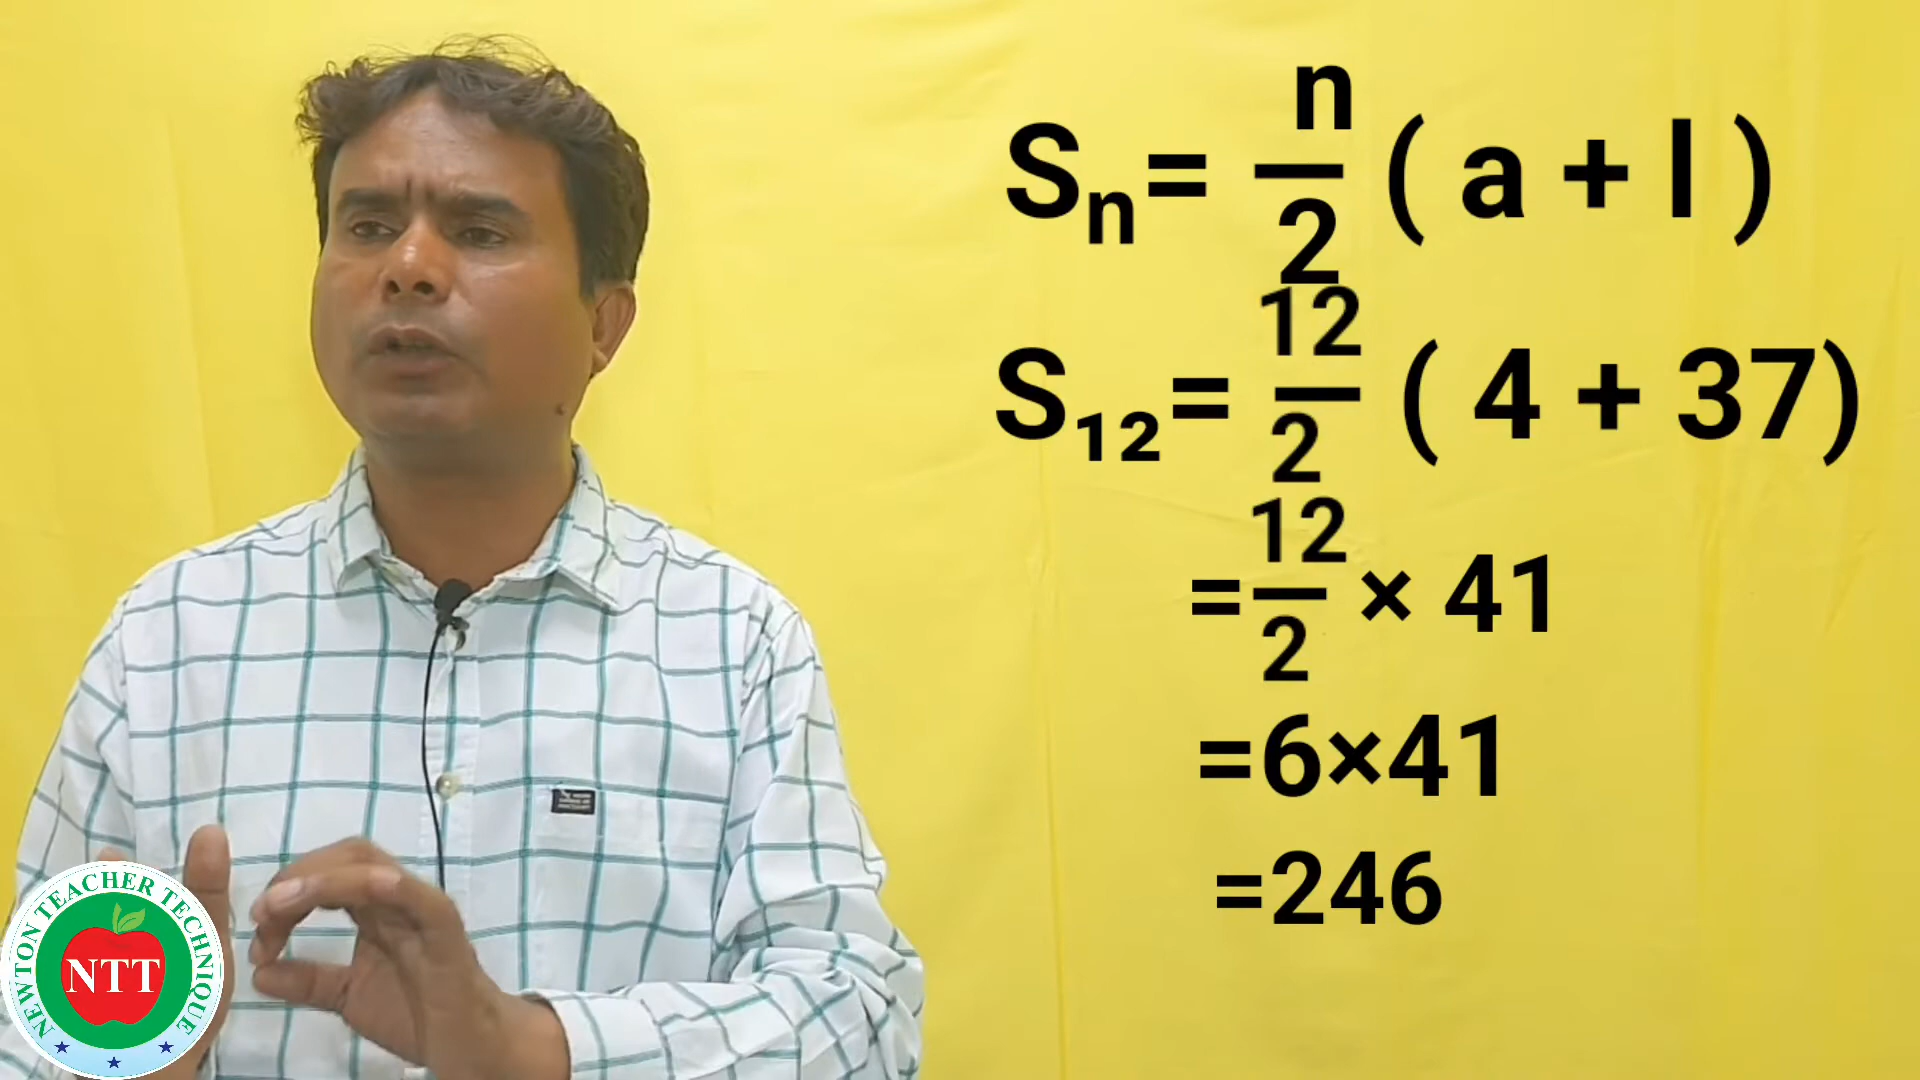 Sn= n/2 ( a + l )
S₁₂= 12/2 ( 4 + 37)
=12/2 × 41
=6×41
=246
NEWTON TEACHER TECHNIQUE
NTT